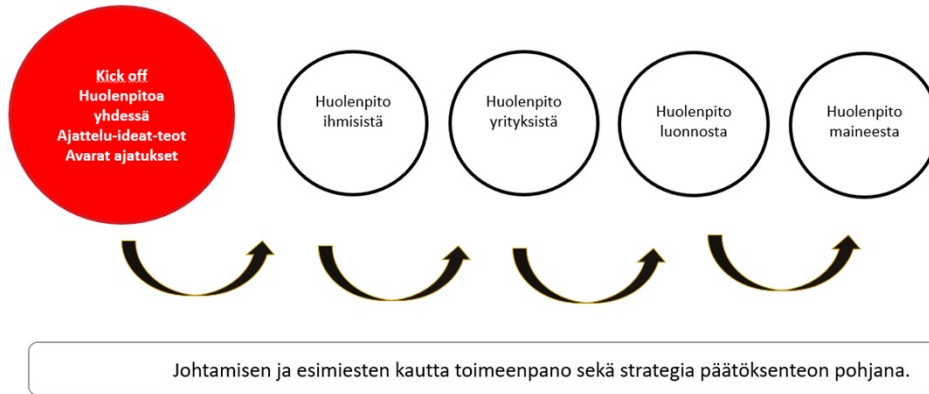 Kick off
Huolenpitoa
yhdessä
Ajattelu-ideat-teot
Avarat ajatukset
Huolenpito
ihmisistä
Huolenpito
yrityksistä
Huolenpito
luonnosta
Huolenpito
maineesta
Johtamisen ja esimiesten kautta toimeenpano sekä strategia päätöksenteon pohjana.